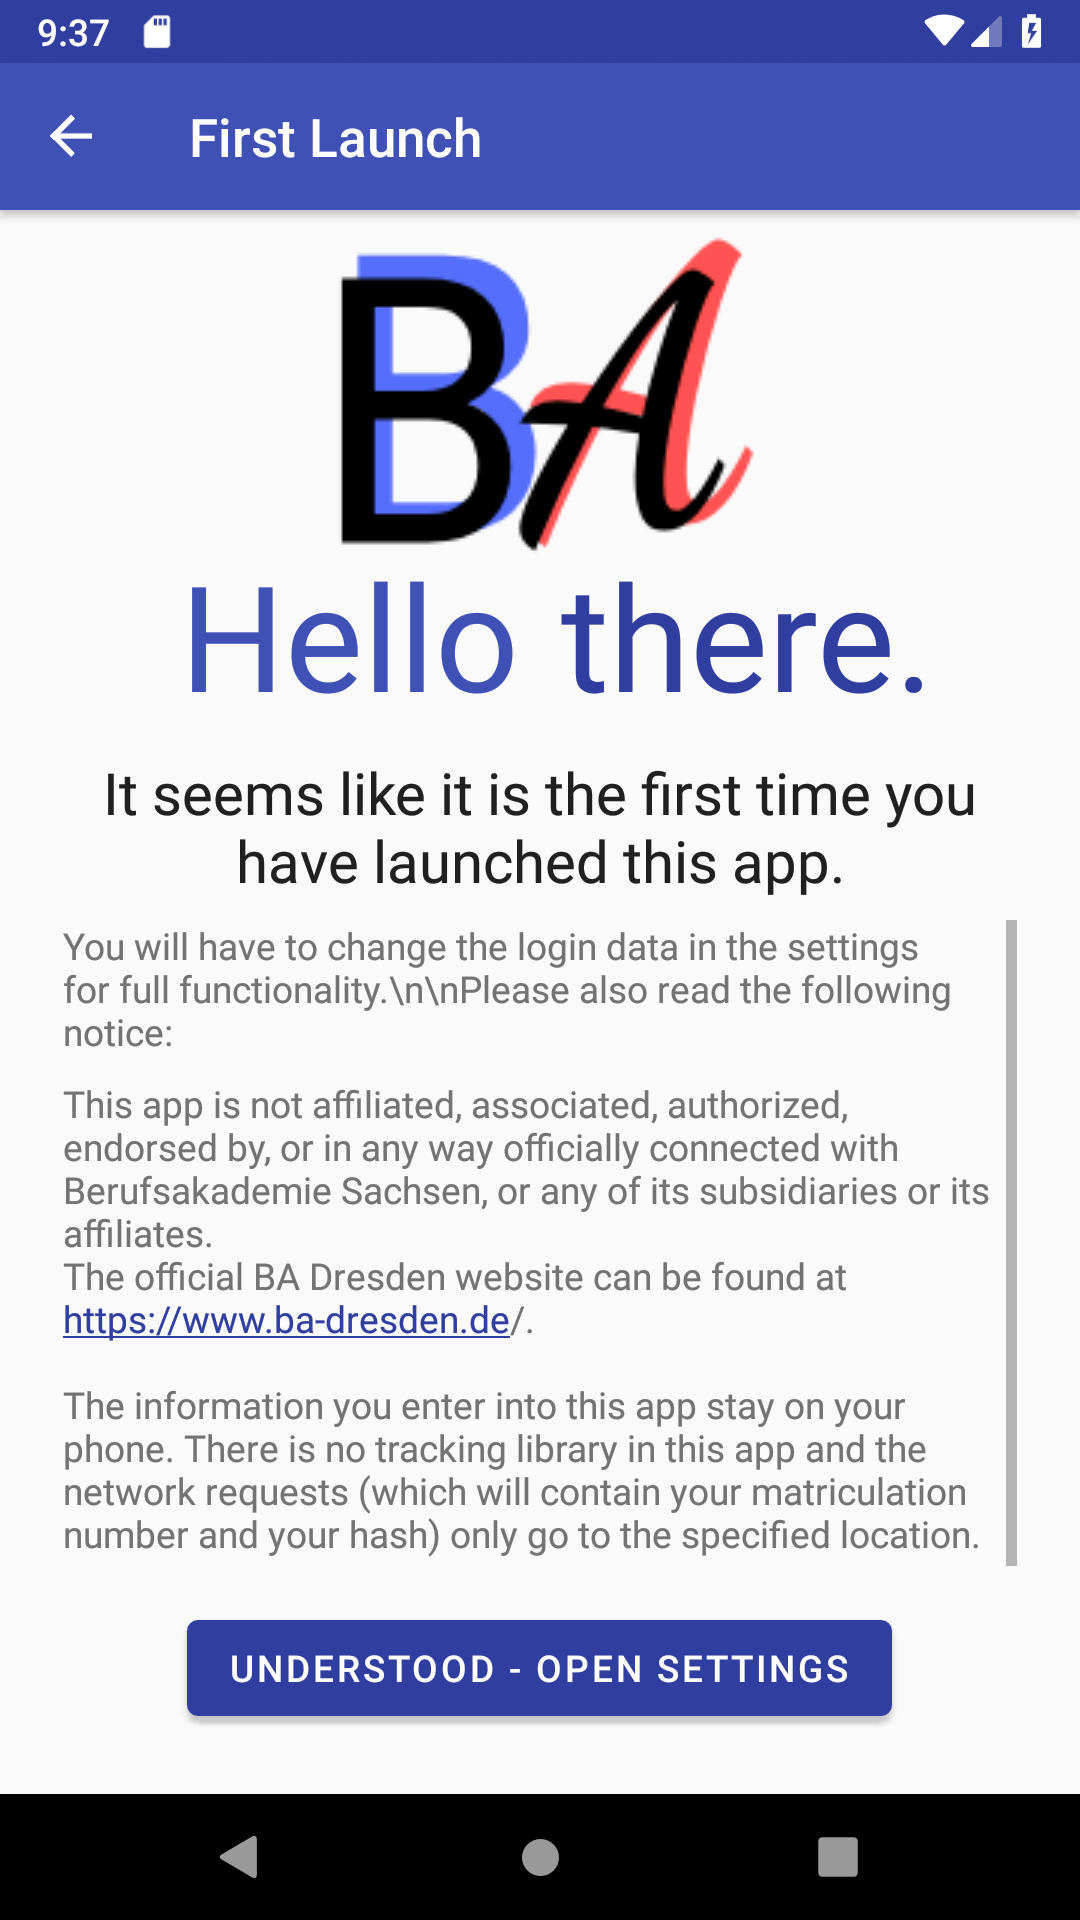 9:37
First Launch
BA
Hello there.
It seems like it is the first time you
have launched this app.
You will have to change the login data in the settings
for full functionality.\n\nPlease also read the following
notice:
This app is not affiliated, associated, authorized,
endorsed by, or in any way officially connected with
Berufsakademie Sachsen, or any of its subsidiaries or its
affiliates.
The official BA Dresden website can be found at
https://www.ba-dresden.de/.
The information you enter into this app stay on your
phone. There is no tracking library in this app and the
network requests (which will contain your matriculation
number and your hash) only go to the specified location.
UNDERSTOOD - OPEN SETTINGS